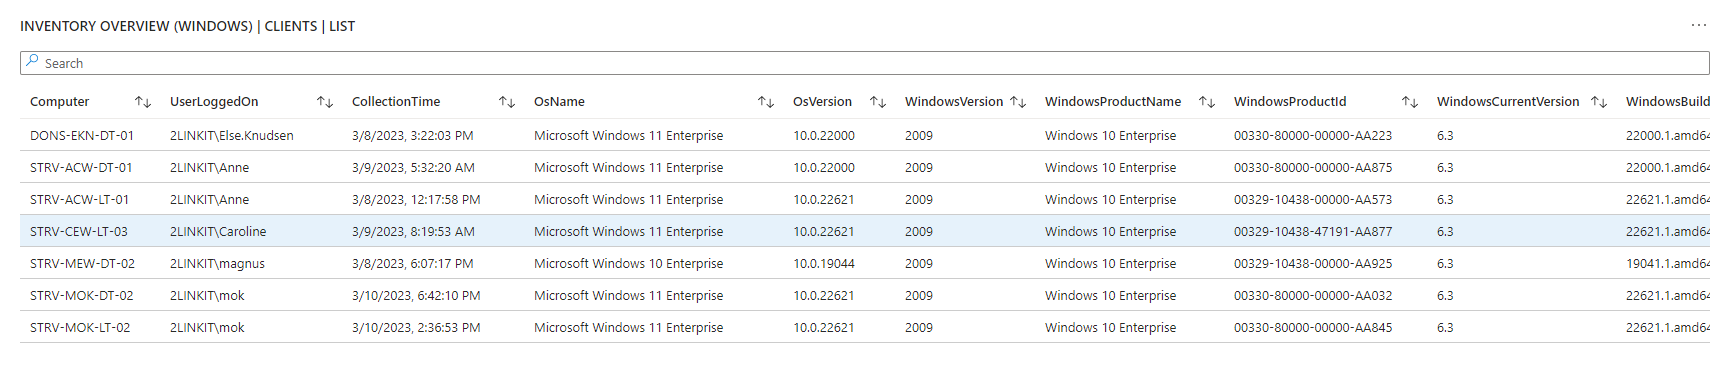 INVENTORY OVERVIEW (WINDOWS) | CLIENTS | LIST
Search
Computer UserLoggedOn CollectionTime OsName OsVersion WindowsVersion WindowsProductName WindowsProductId WindowsCurrentVersion WindowsBuild
DONS-EKN-DT-01 2LINKIT\Else.Knudsen 3/8/2023, 3:22:03 PM Microsoft Windows 11 Enterprise 10.0.22000 2009 Windows 10 Enterprise 00330-80000-00000-AA223 6.3 22000.1.amd64
STRV-ACW-DT-01 2LINKIT\Anne 3/9/2023, 5:32:20 AM Microsoft Windows 11 Enterprise 10.0.22000 2009 Windows 10 Enterprise 00330-80000-00000-AA875 6.3 22000.1.amd64
STRV-ACW-LT-01 2LINKIT\Anne 3/8/2023, 12:17:58 PM Microsoft Windows 11 Enterprise 10.0.22621 2009 Windows 10 Enterprise 00329-10438-00000-AA573 6.3 22621.1.amd64
STRV-CEW-LT-03 2LINKIT\Caroline 3/9/2023, 8:19:53 AM Microsoft Windows 11 Enterprise 10.0.22621 2009 Windows 10 Enterprise 00329-10438-47191-AA877 6.3 22621.1.amd64
STRV-MEW-DT-02 2LINKIT\magnus 3/8/2023, 6:07:17 PM Microsoft Windows 10 Enterprise 10.0.19044 2009 Windows 10 Enterprise 00329-10438-00000-AA925 6.3 19041.1.amd64
STRV-MOK-DT-02 2LINKIT\mok 3/10/2023, 6:42:10 PM Microsoft Windows 11 Enterprise 10.0.22621 2009 Windows 10 Enterprise 00330-80000-00000-AA032 6.3 22621.1.amd64
STRV-MOK-LT-02 2LINKIT\mok 3/10/2023, 2:36:53 PM Microsoft Windows 11 Enterprise 10.0.22621 2009 Windows 10 Enterprise 00330-80000-00000-AA845 6.3 22621.1.amd64